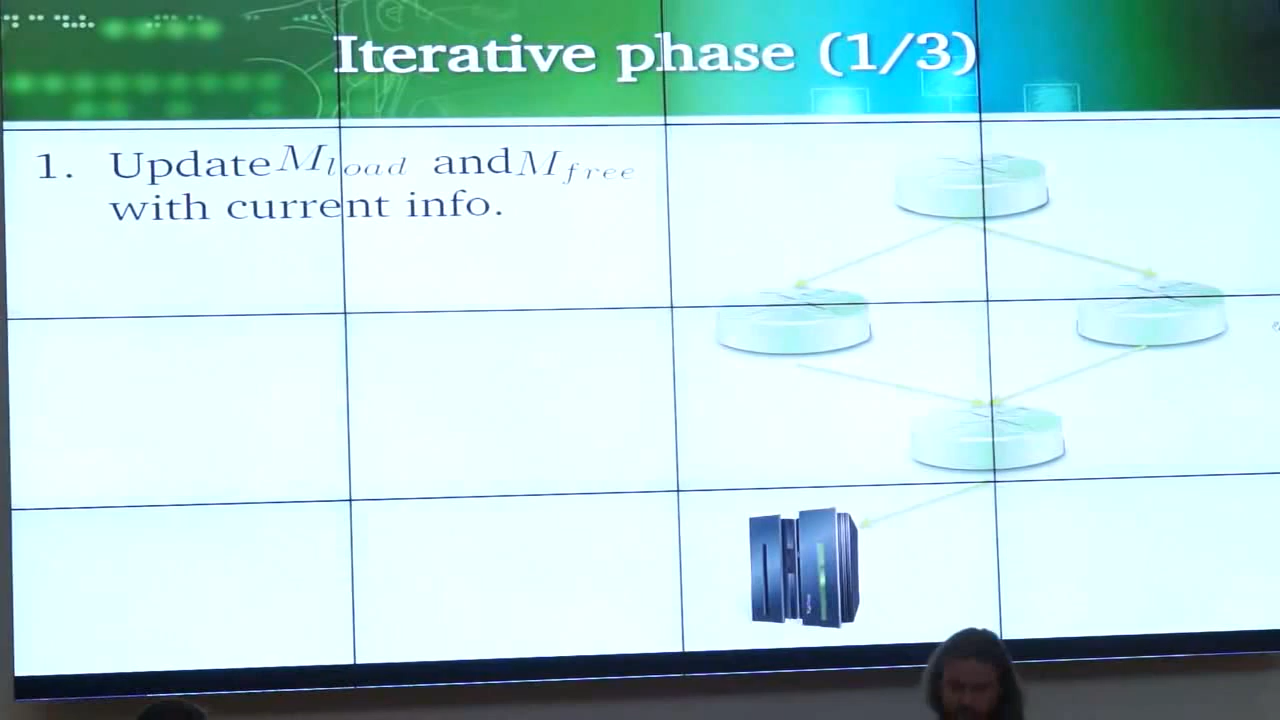 Iterative phase (1/3)
1. Update M_load and M_free
with current info.